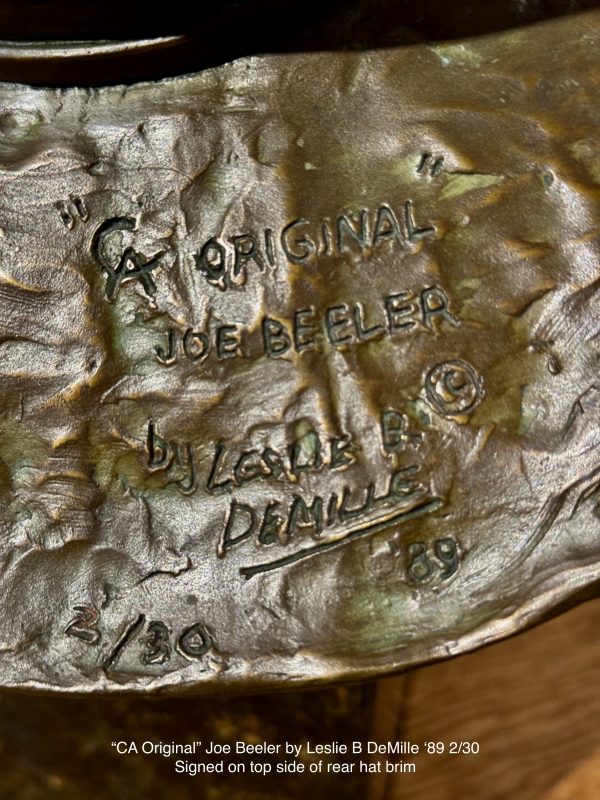 "CA ORIGINAL"
JOE BEELER
by LESLIE B. ©
DEMILLE
'89
2/30
“CA Original” Joe Beeler by Leslie B DeMille ‘89 2/30
Signed on top side of rear hat brim